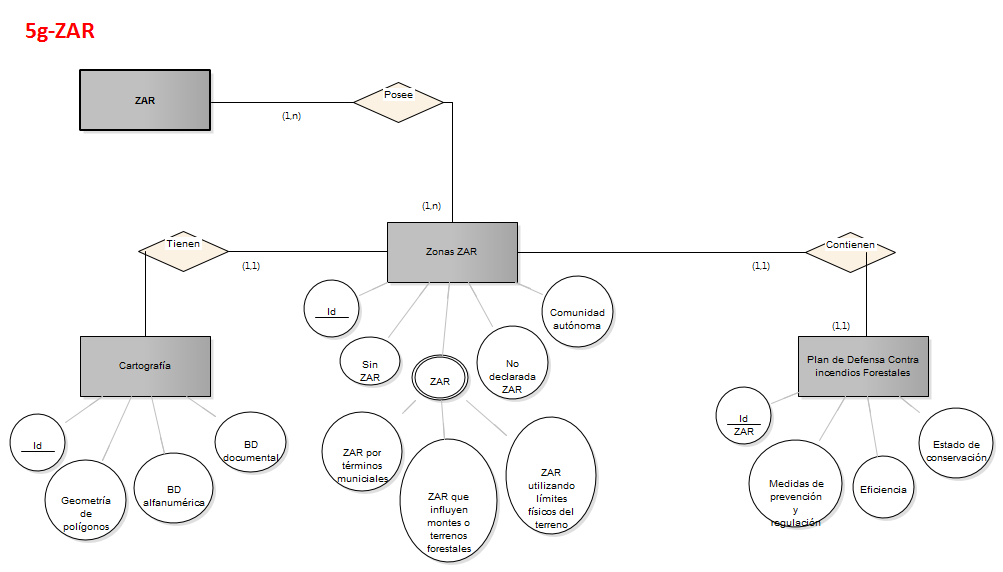 5g-ZAR
ZAR
Posee
(1,n)
(1,n)
Tienen
(1,1)
Zonas ZAR
(1,1)
Contienen
(1,1)
Cartografía
Plan de Defensa Contra
incendios Forestales
Id
Sin
ZAR
ZAR
No
declarada
ZAR
Comunidad
autónoma
Id
Geometría
de
polígonos
BD
alfanumérica
BD
documental
ZAR por
términos
municiales
ZAR que
influyen
montes o
terrenos
forestales
ZAR
utilizando
límites
físicos del
terreno
Id
ZAR
Medidas de
prevención
y
regulación
Eficiencia
Estado de
conservación